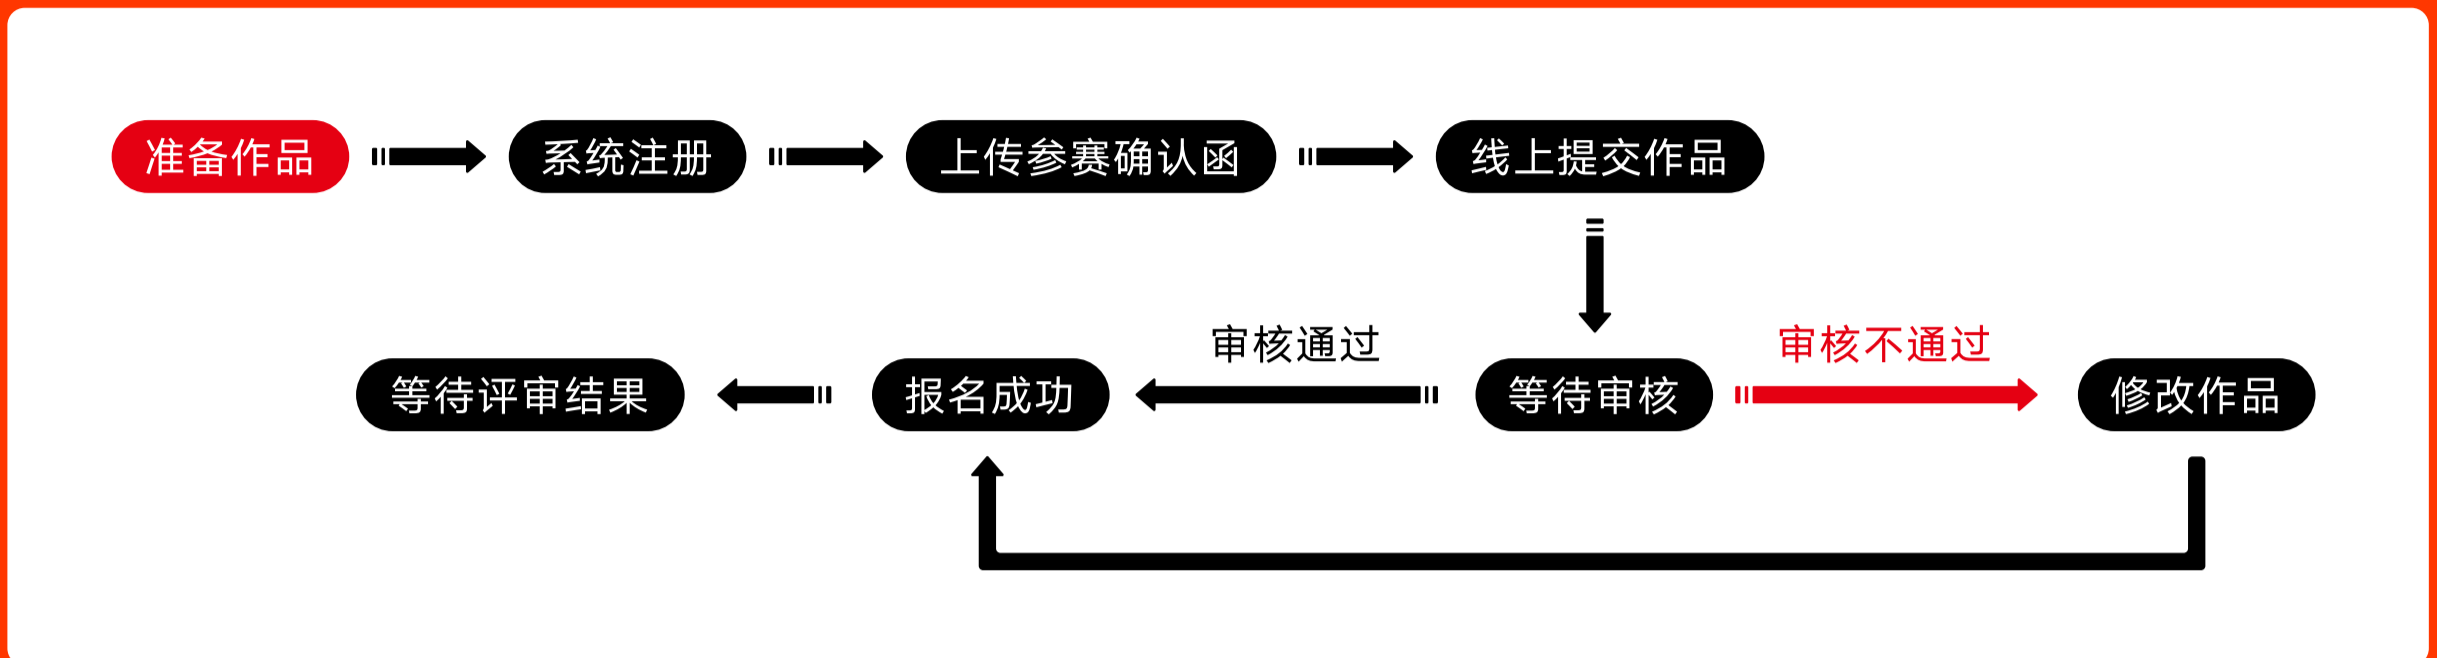 准备作品
系统注册
上传参赛确认函
线上提交作品
审核通过
审核不通过
等待评审结果
报名成功
等待审核
修改作品